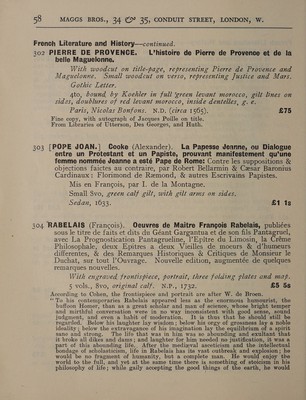 58 MAGGS BROS., 34 & 35, CONDUIT STREET, LONDON, W.
French Literature and History—continued.
302 PIERRE DE PROVENCE. L'histoire de Pierre de Provence et de la
belle Maguelonne.
With woodcut on title-page, representing Pierre de Provence and
Maguelonne. Small woodcut on verso, representing Justice and Mars.
Gothic Letter.
4to, bound by Koehler in full green levant morocco, gilt lines on
sides, doublures of red levant morocco, inside dentelles, g. e.
Paris, Nicolas Bonfons. N.D. (circa 1565). £75
Fine copy, with autograph of Jacques Poille on title.
From Libraries of Utterson, Des Georges, and Huth.
303 [POPE JOAN.] Cooke (Alexander). La Papesse Jeanne, ou Dialogue
entre un Protestant et un Papiste, prouvant manifestement qu'une
femme nommée Jeanne a esté Pape de Rome: Contre les suppositions &
objections faictes au contraire, par Robert Bellarmin & Cæsar Baronius
Cardinaux: Florimond de Remond, & autres Escrivains Papistes.
Mis en François, par I. de la Montagne.
Small 8vo, green calf gilt, with gilt arms on sides.
Sedan, 1633. £1 1s
304 RABELAIS (François). Oeuvres de Maitre François Rabelais, publiées
sous le titre de faits et dits du Géant Gargantua et de son fils Pantagruel,
avec La Prognostication Pantagrueline, l'Epitre du Limosin, la Crême
Philosophale, deux Epitres a deux Vieilles de mœurs & d'humeurs
differentes, & des Remarques Historiques & Critiques de Monsieur le
Duchat, sur tout l'Ouvrage. Nouvelle edition, augmentée de quelques
remarques nouvelles.
With engraved frontispiece, portrait, three folding plates and map.
5 vols., 8vo, original calf. N.P., 1732. £5 5s
According to Cohen, the frontispiece and portrait are after W. de Broen.
"To his contemporaries Rabelais appeared less as the enormous humourist, the
buffoon Homer, than as a great scholar and man of science, whose bright temper
and mirthful conversation were in no way inconsistent with good sense, sound
judgment, and even a habit of moderation. It is thus that he should still be
regarded. Below his laughter lay wisdom; below his orgy of grossness lay a noble
ideality; below the extravagance of his imagination lay the equilibrium of a spirit
sane and strong. The life that was in him was so abounding and exultant that
it broke all dikes and dams; and laughter for him needed no justification, it was a
part of this abounding life. After the mediaeval asceticism and the intellectual
bondage of scholasticism, life in Rabelais has its vast outbreak and explosion; he
would be no fragment of humanity, but a complete man. He would enjoy the
world to the full, and yet at the same time there is something of stoicism in his
philosophy of life; while gaily accepting the good things of the earth, he would